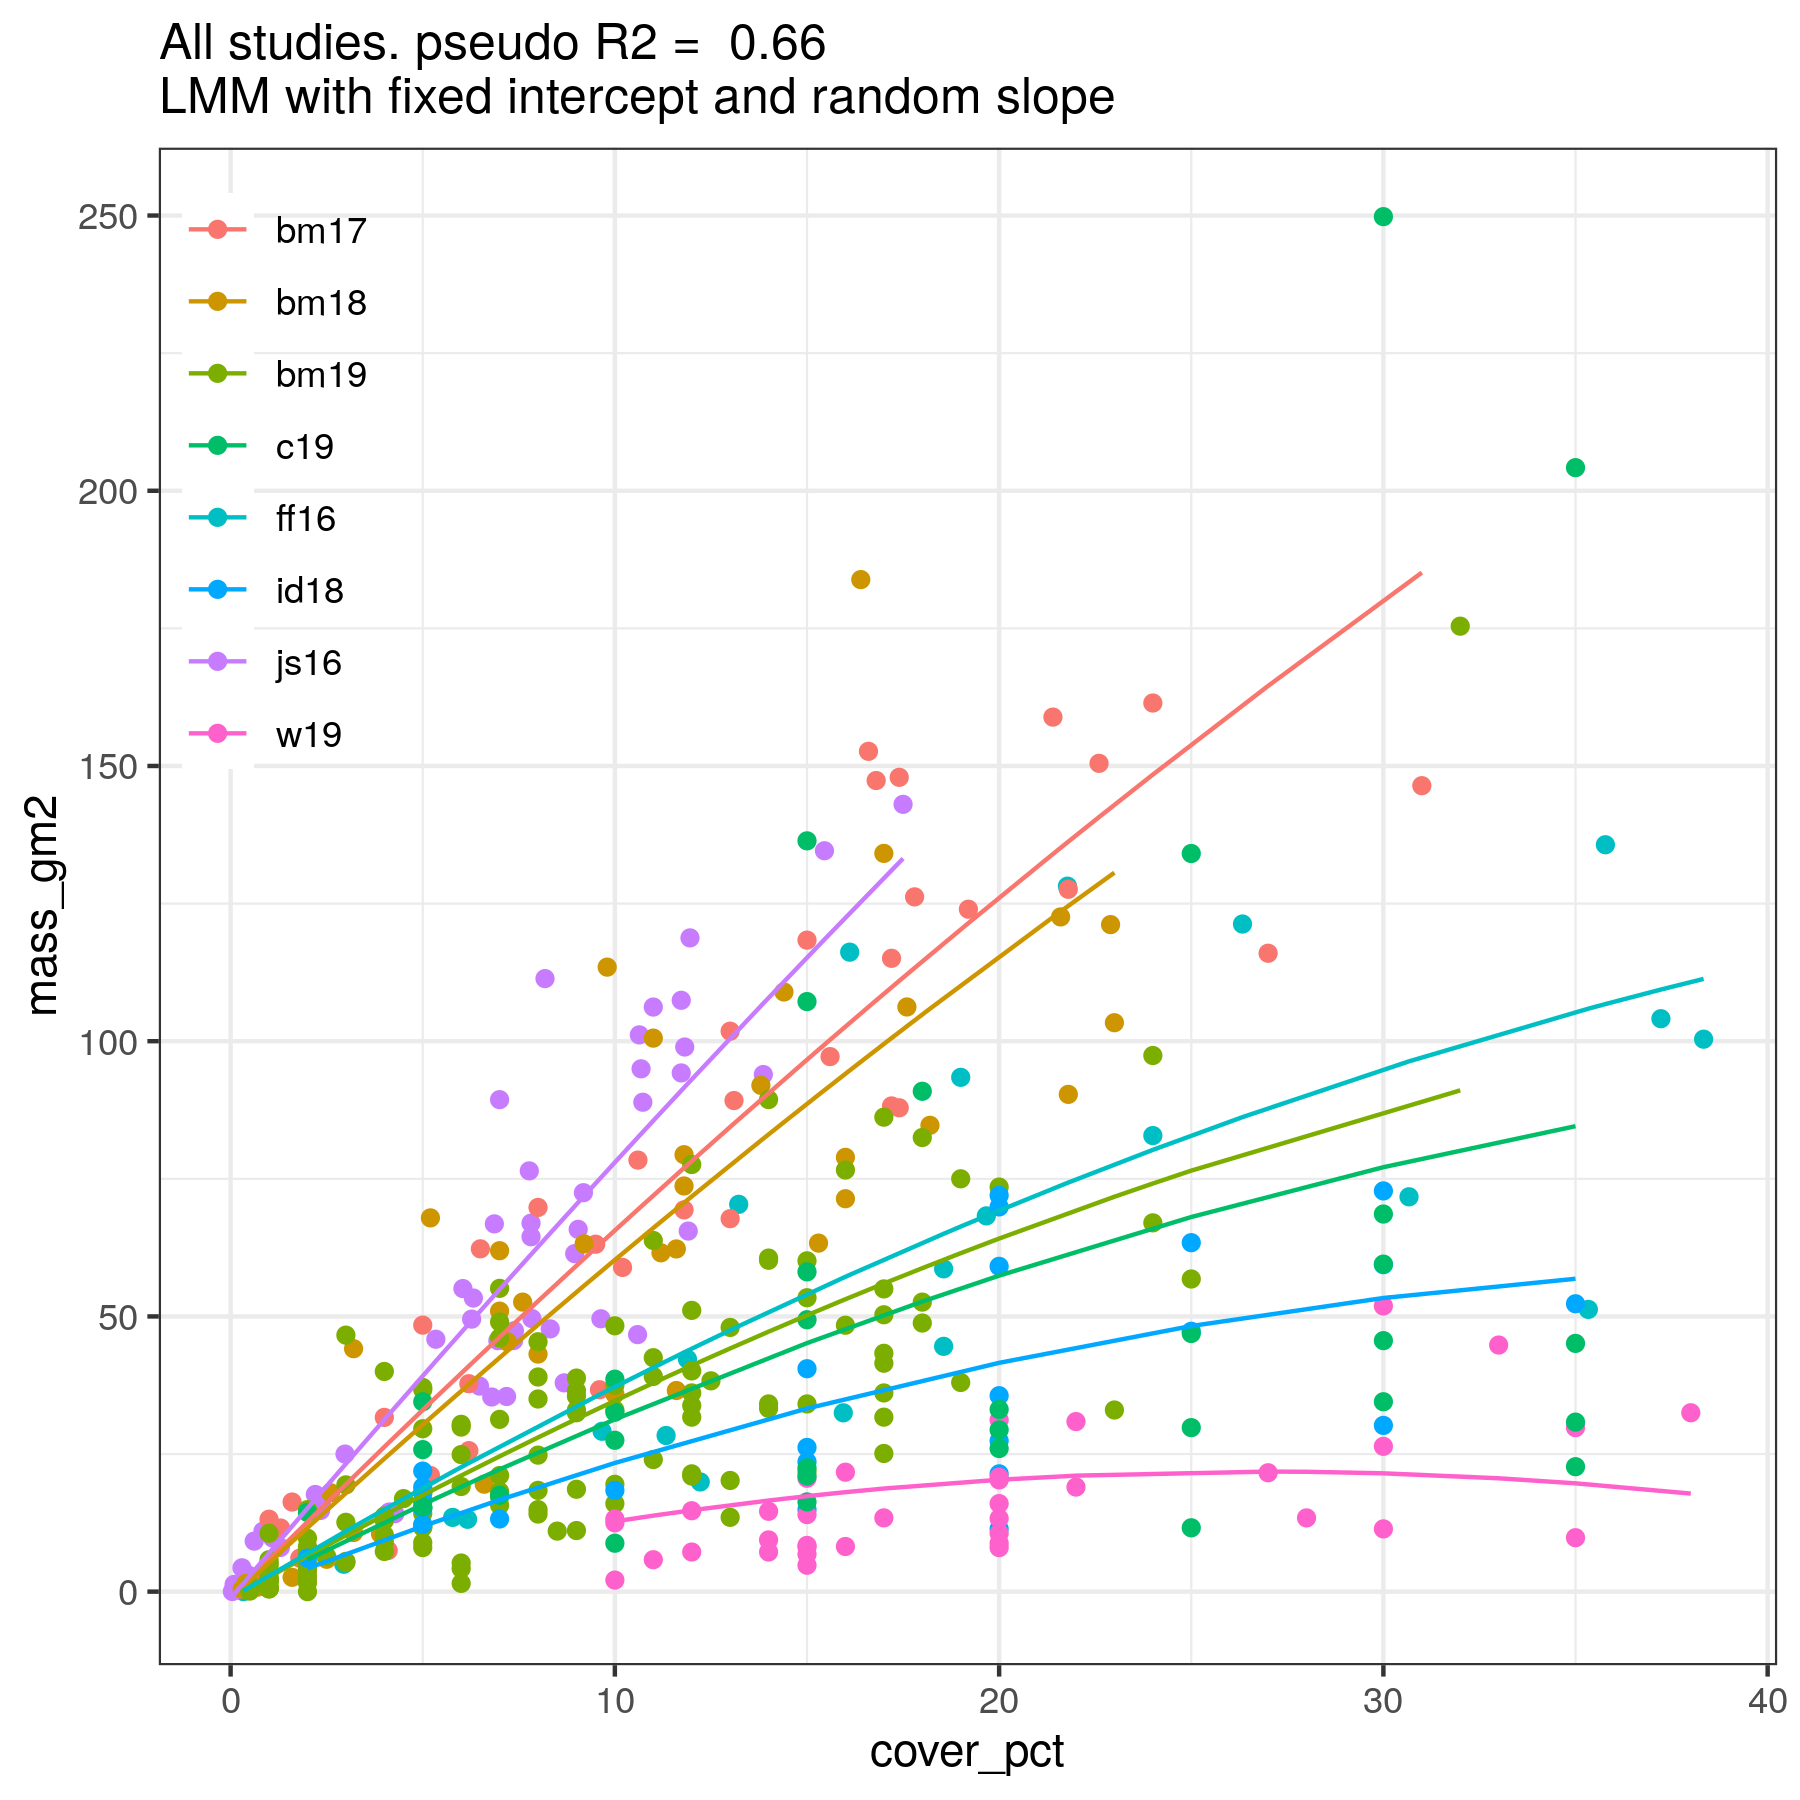 All studies. pseudo R2 =  0.66
LMM with fixed intercept and random slope
bm17
bm18
bm19
c19
ff16
id18
js16
w19
250
200
150
100
50
0
mass_gm2
0 10 20 30 40
cover_pct